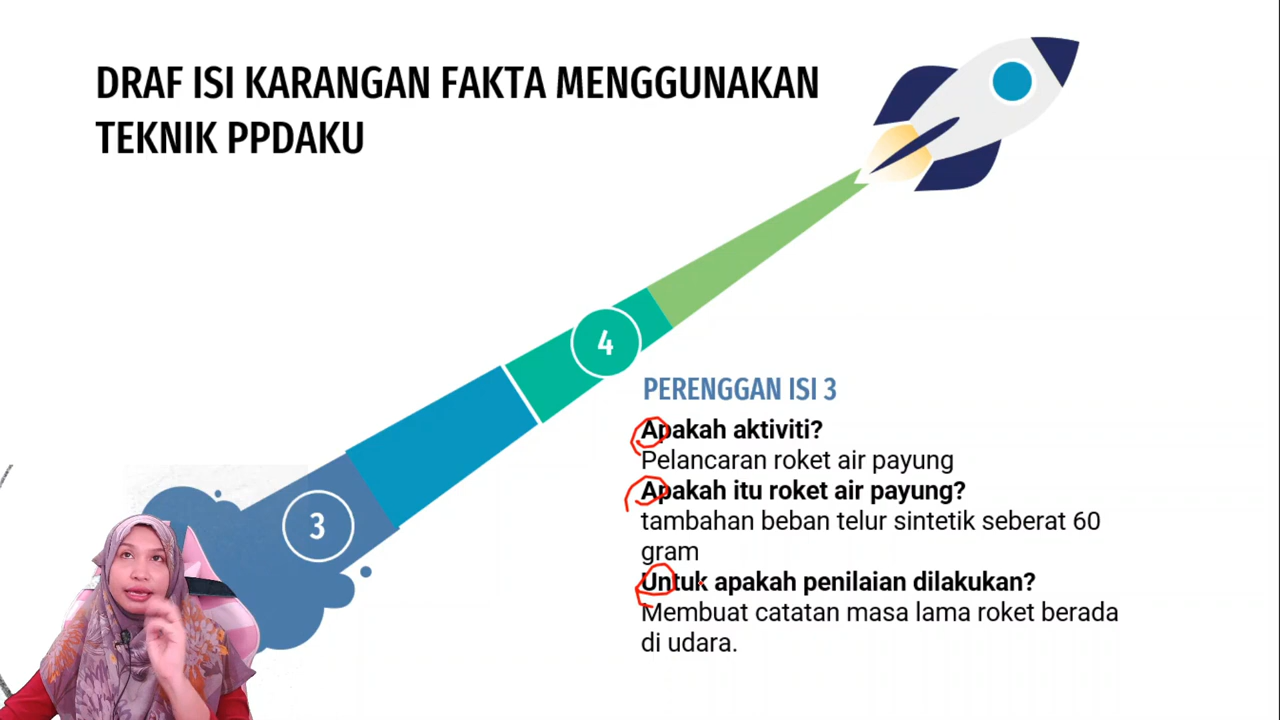 DRAF ISI KARANGAN FAKTA MENGGUNAKAN
TEKNIK PPDAKU
4
3
PERENGGAN ISI 3
Apakah aktiviti?
Pelancaran roket air payung
Apakah itu roket air payung?
tambahan beban telur sintetik seberat 60
gram
Untuk apakah penilaian dilakukan?
Membuat catatan masa lama roket berada
di udara.